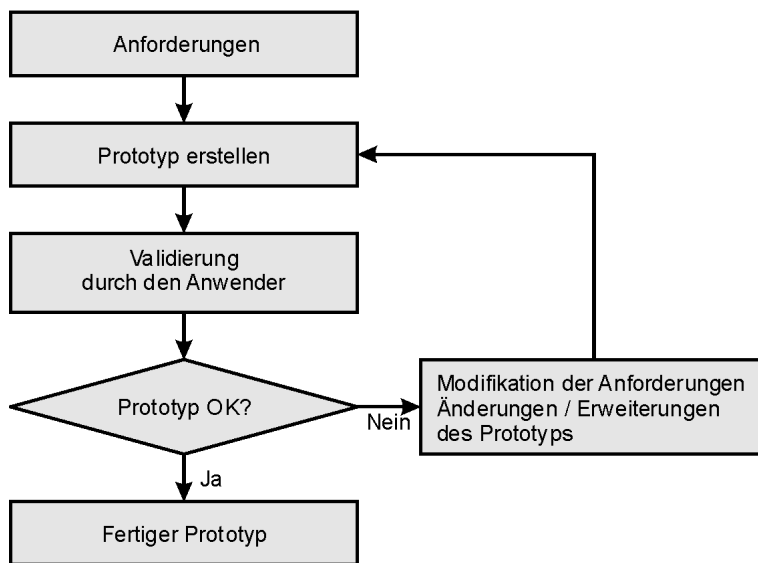 Anforderungen
Prototyp erstellen
Validierung
durch den Anwender
Prototyp OK?
Nein
Modifikation der Anforderungen
Änderungen / Erweiterungen
des Prototyps
Ja
Fertiger Prototyp